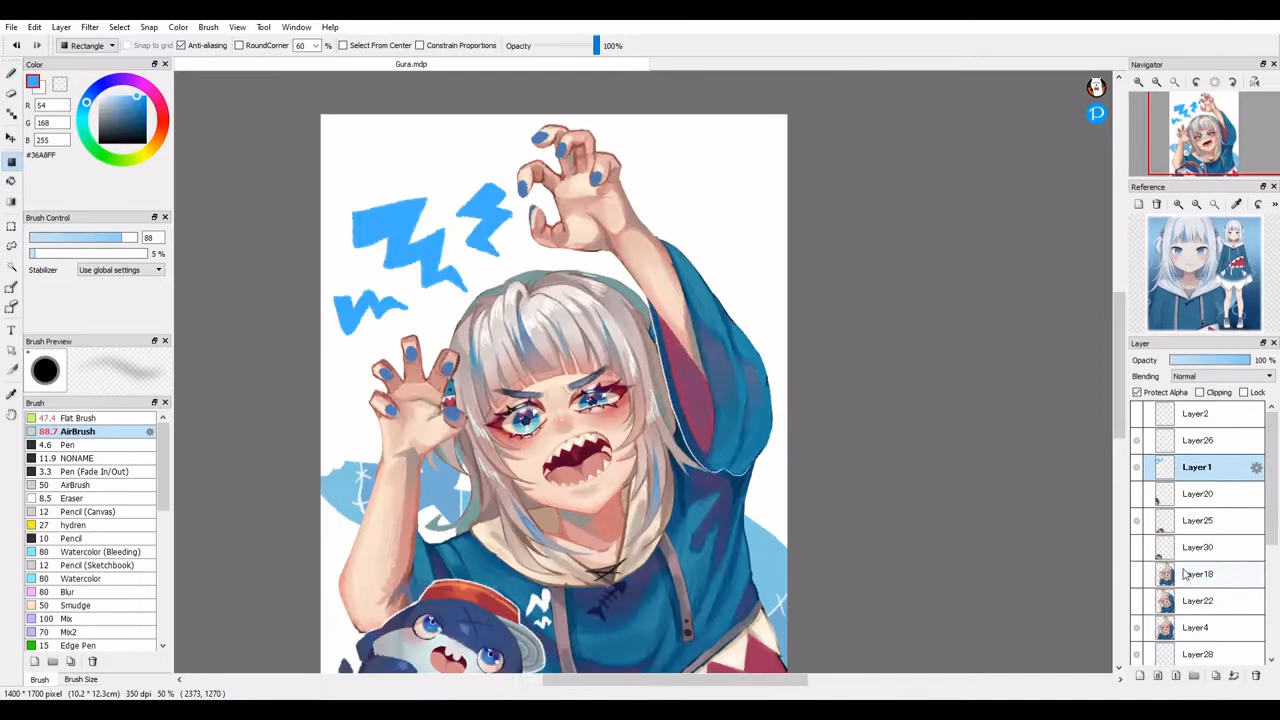 File Edit Layer Filter Select Snap Color Brush View Tool Window Help
Rectangle Snap to grid Anti-aliasing RoundCorner 60 % Select From Center Constrain Proportions Opacity 100%
Color
Gura.mdp
Navigator
R 54
G 168
B 255
#36A8FF
Reference
Brush Control
88
5 %
Stabilizer Use global settings
Layer
Brush Preview
Opacity 100 %
Blending Normal
Protect Alpha Clipping Lock
Brush
47.4 Flat Brush
88.7 AirBrush
4.6 Pen
11.9 NONAME
3.3 Pen (Fade In/Out)
50 AirBrush
8.5 Eraser
12 Pencil (Canvas)
27 hydren
10 Pencil
80 Watercolor (Bleeding)
12 Pencil (Sketchbook)
80 Watercolor
80 Blur
50 Smudge
100 Mix
70 Mix2
15 Edge Pen
Layer2
Layer26
Layer1
Layer20
Layer25
Layer30
Layer18
Layer22
Layer4
Layer28
Brush Brush Size
1400 * 1700 pixel (10.2 * 12.3cm) 350 dpi 50 % (2373, 1270)